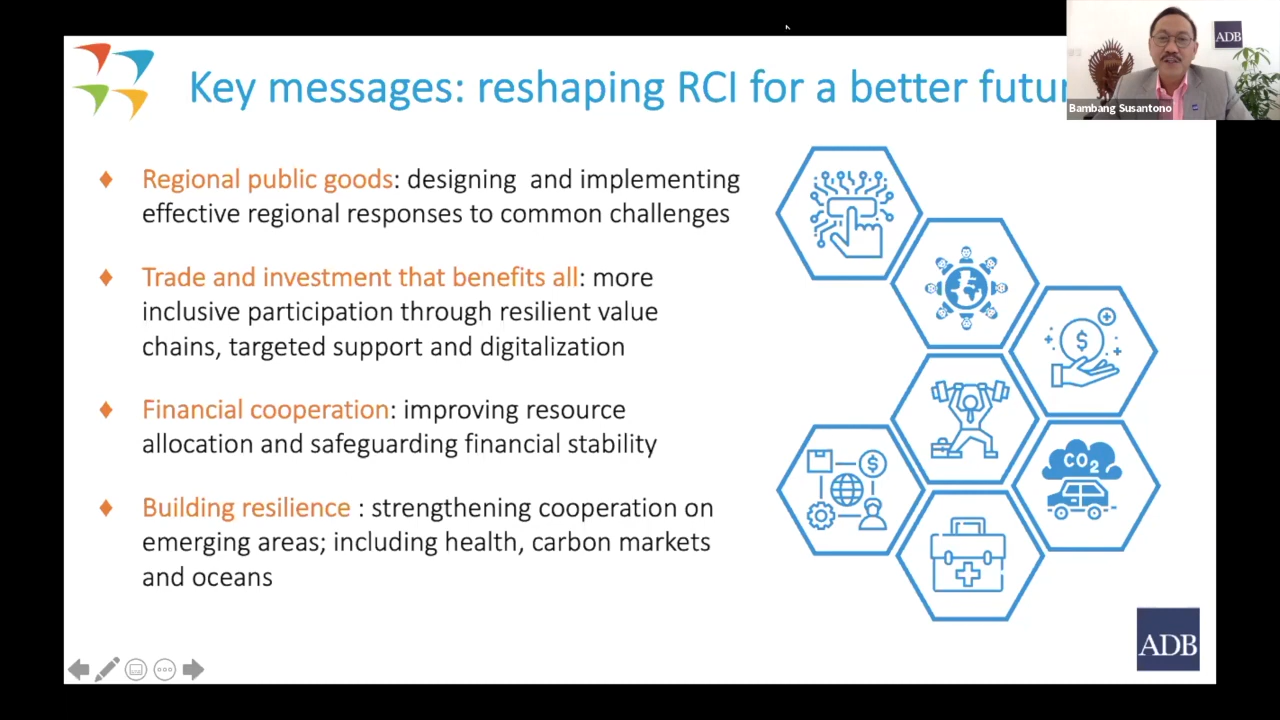 Key messages: reshaping RCI for a better futur
ADB
Bambang Susantono
♦ Regional public goods: designing and implementing
effective regional responses to common challenges
♦ Trade and investment that benefits all: more
inclusive participation through resilient value
chains, targeted support and digitalization
♦ Financial cooperation: improving resource
allocation and safeguarding financial stability
♦ Building resilience : strengthening cooperation on
emerging areas; including health, carbon markets
and oceans
$
$
CO2
ADB